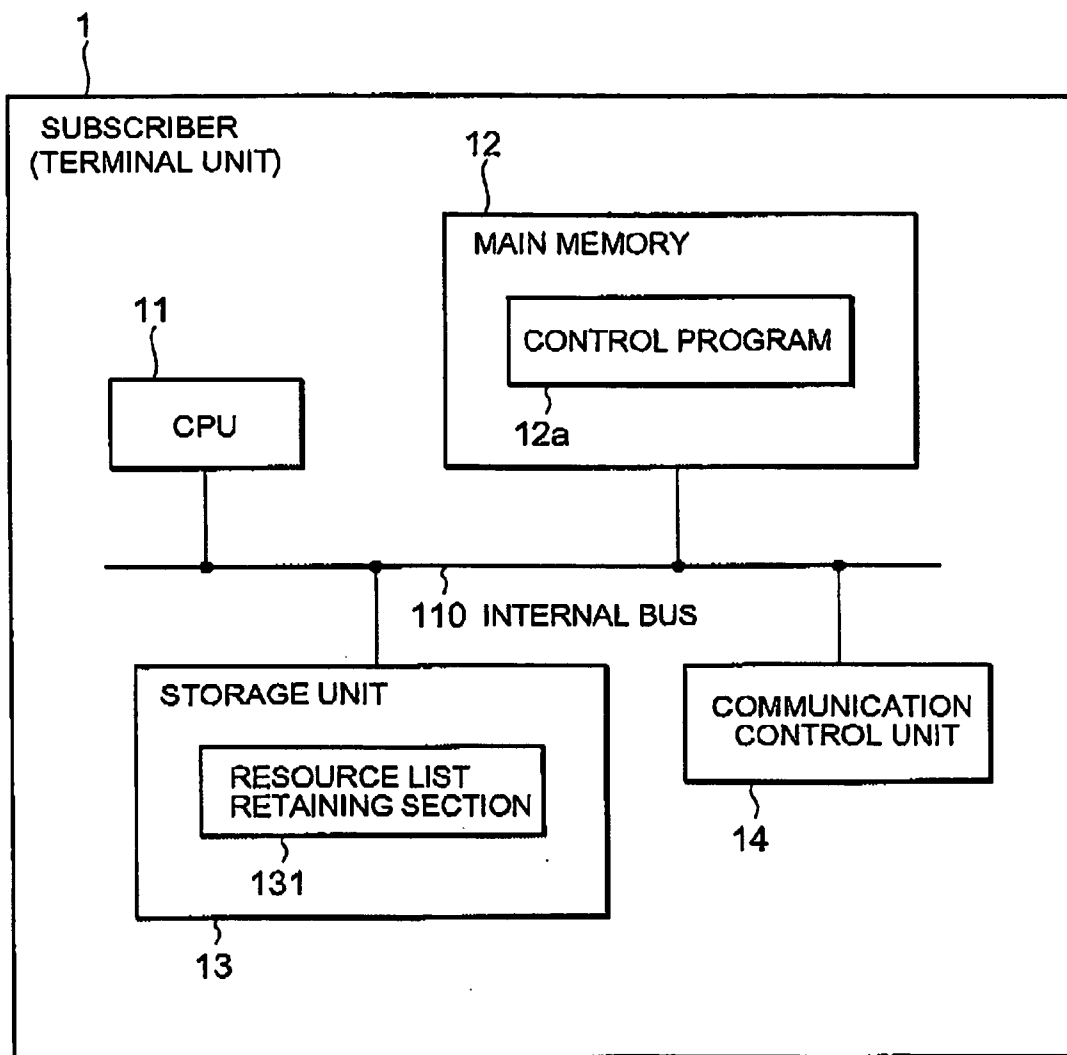 1
SUBSCRIBER
(TERMINAL UNIT)
12
MAIN MEMORY
11
CONTROL PROGRAM
CPU
12a
110 INTERNAL BUS
STORAGE UNIT
COMMUNICATION
CONTROL UNIT
RESOURCE LIST
RETAINING SECTION
14
131
13